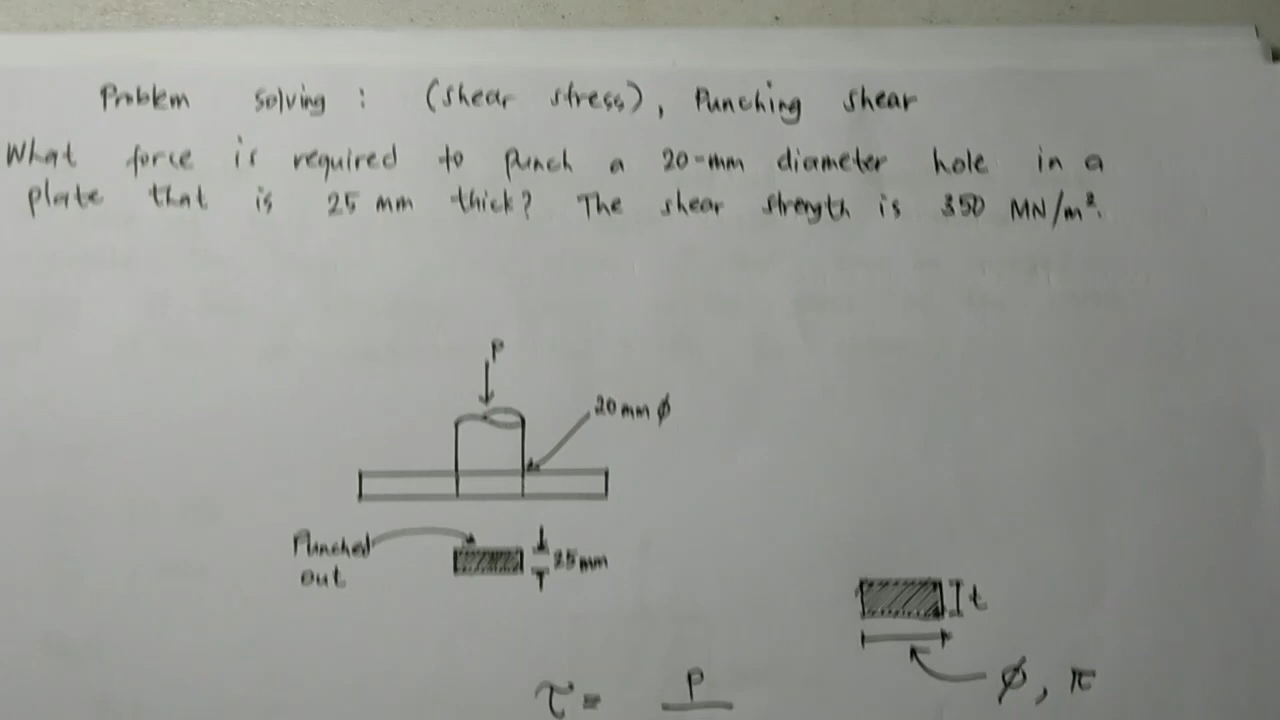 Problem solving : (shear stress), Punching shear
What force is required to punch a 20-mm diameter hole in a
plate that is 25 mm thick? The shear strength is 350 MN/m².
P
20 mm ϕ
Punched
out
25 mm
t
ϕ, π
τ = P